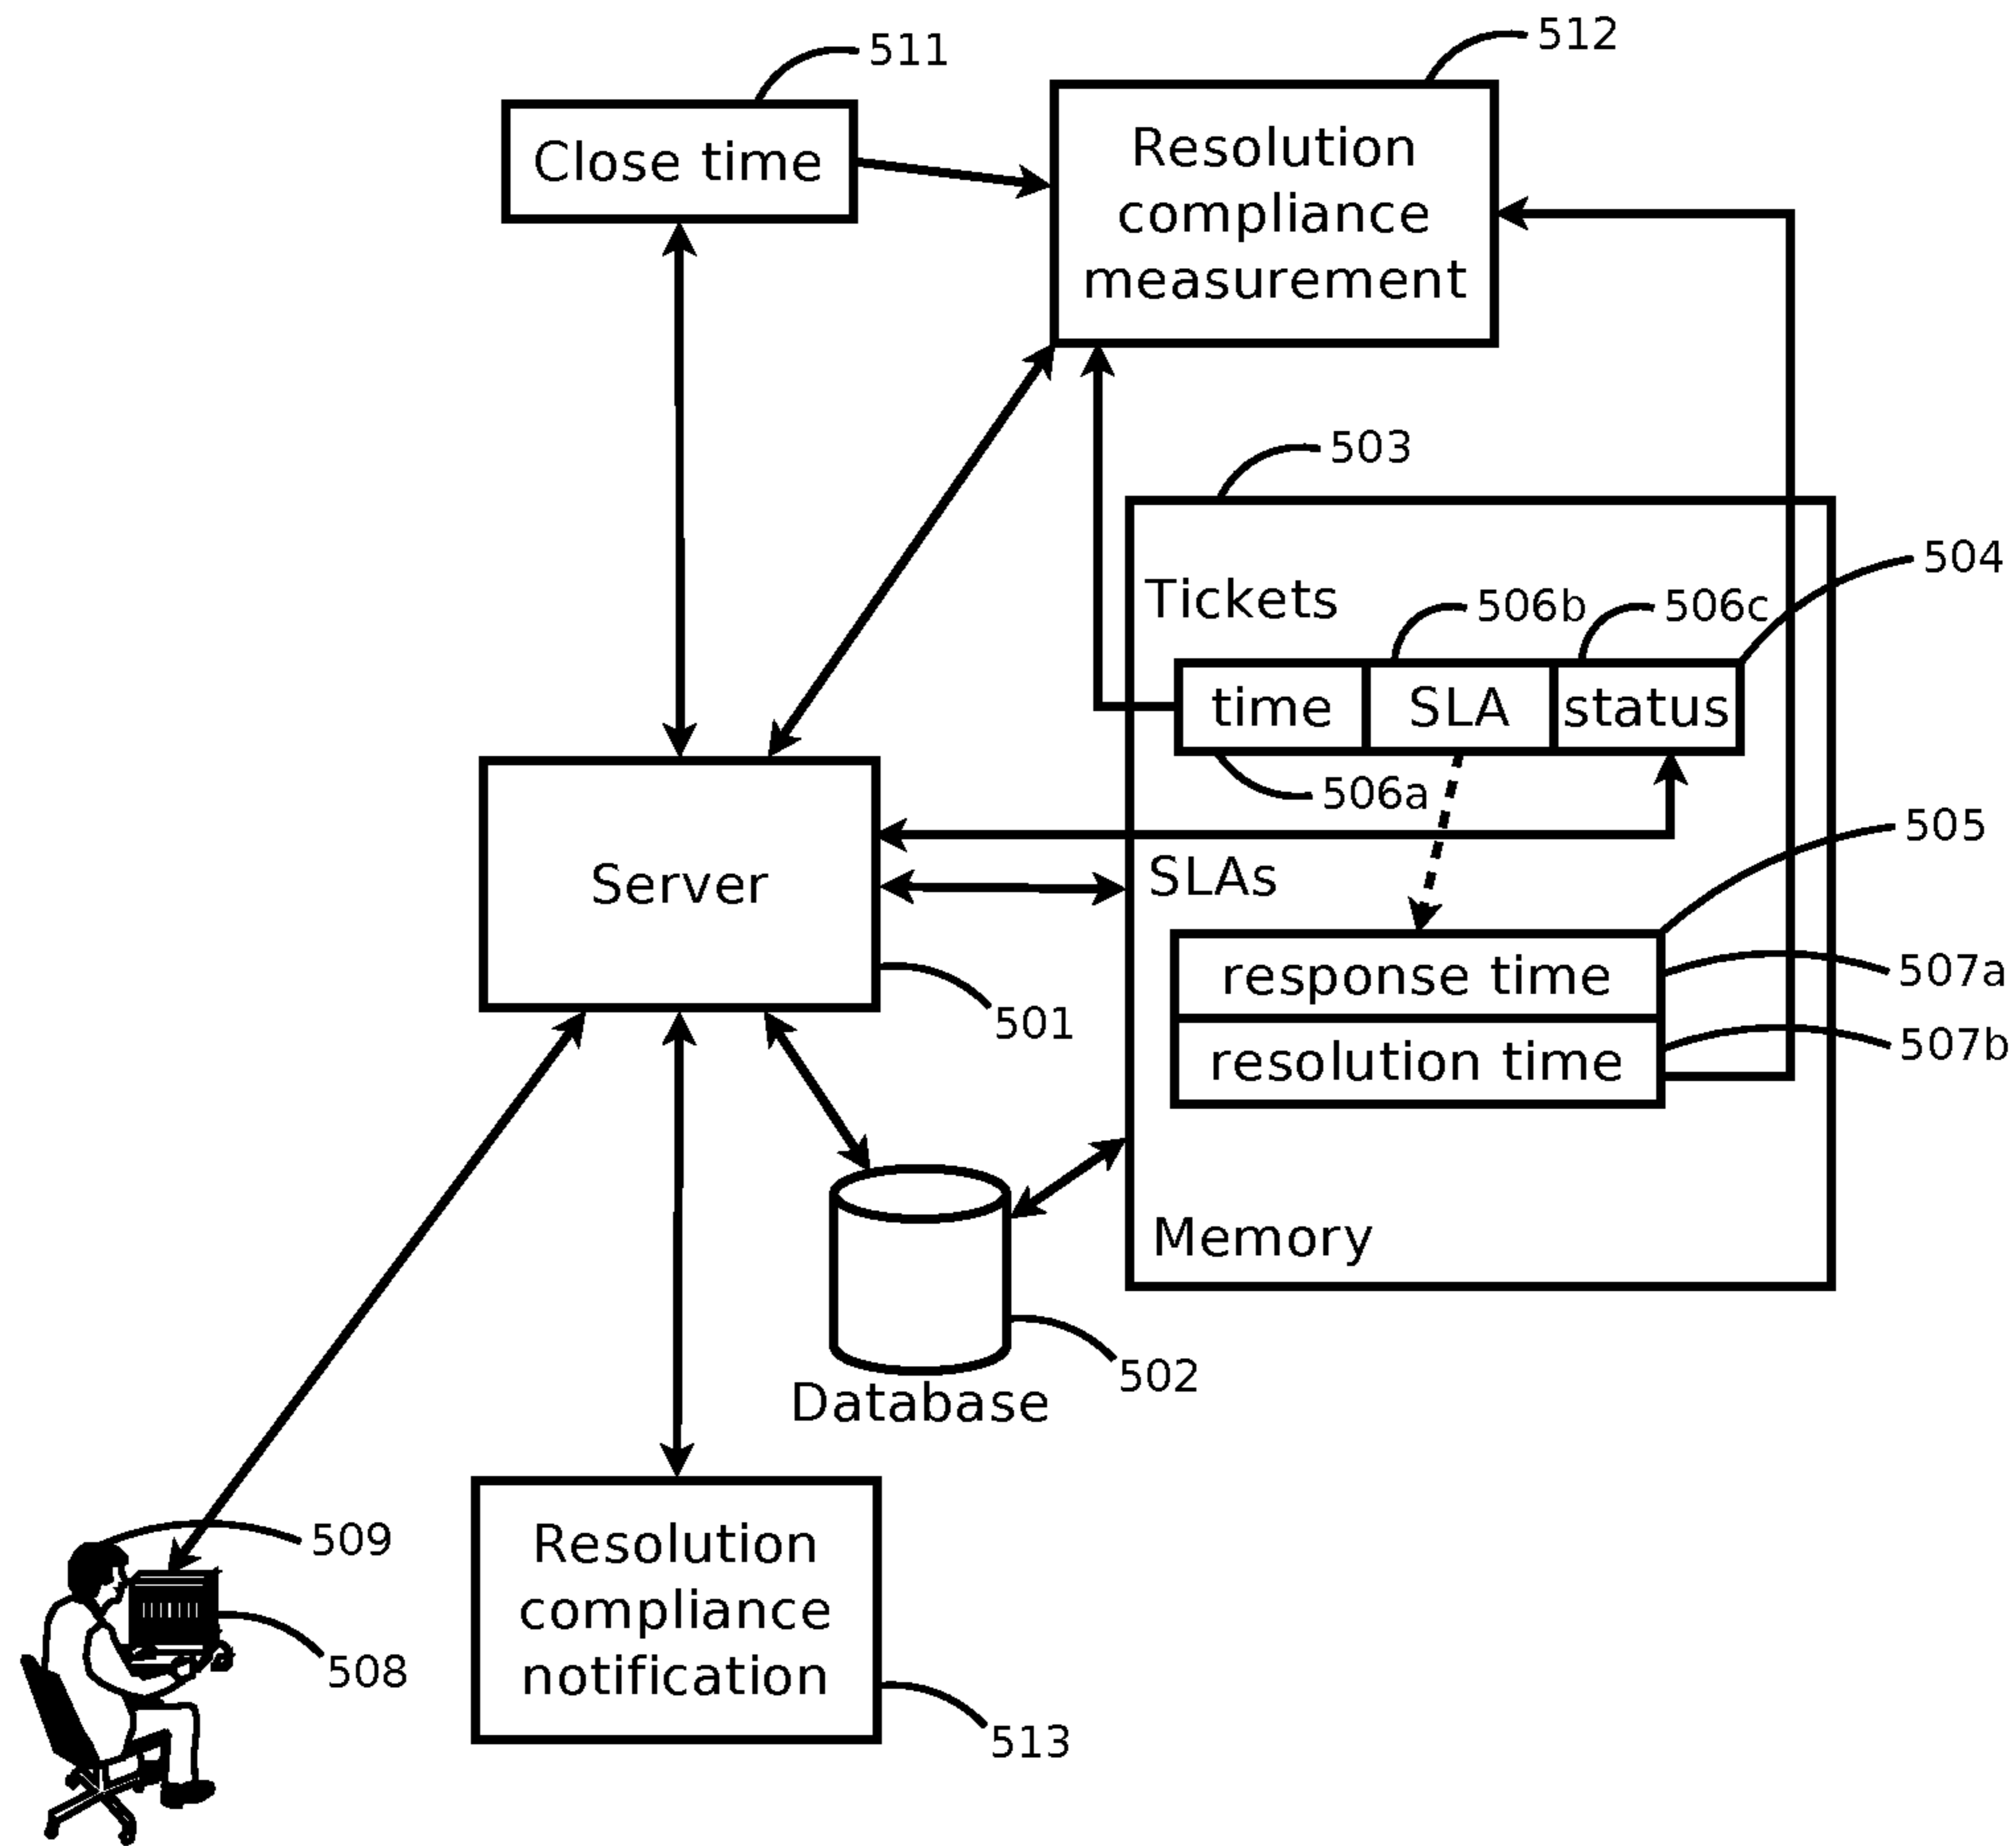 511
512
Close time
Resolution
compliance
measurement
503
504
Tickets
506b
506c
time
SLA
status
506a
505
Server
SLAs
response time
507a
501
resolution time
507b
Memory
502
Database
509
Resolution
compliance
notification
508
513